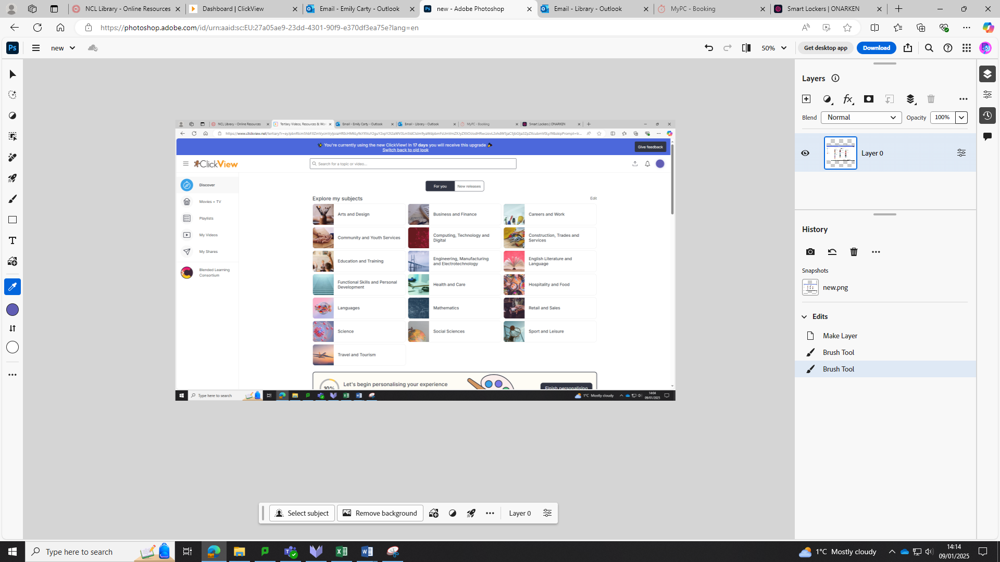 NCL Library - Online Resources
Dashboard | ClickView
Email - Emily Carty - Outlook
new - Adobe Photoshop
Email - Library - Outlook
MyPC - Booking
Smart Lockers | ONARKEN
https://photoshop.adobe.com/id/urn:aaid:sc:EU:27a05ae9-23dd-4301-90f9-e370df3ea75e?lang=en
Ps
new
50%
Get desktop app
Download
NCL Library - Online Resources
Tertiary Videos, Resources & Wor
Email - Emily Carty - Outlook
Email - Library - Outlook
MyPC - Booking
Smart Lockers | ONARKEN
You're currently using the new ClickView! In 17 days you will receive this upgrade
Switch back to old look
Give feedback
ClickView
Search for a topic or video...
Discover
Movies + TV
Playlists
My Videos
My Shares
Blended Learning
Consortium
For you
New releases
Explore my subjects
Edit
Arts and Design
Business and Finance
Careers and Work
Community and Youth Services
Computing, Technology and
Digital
Construction, Trades and
Services
Education and Training
Engineering, Manufacturing
and Electrotechnology
English Literature and
Language
Functional Skills and Personal
Development
Health and Care
Hospitality and Food
Languages
Mathematics
Retail and Sales
Science
Social Sciences
Sport and Leisure
Travel and Tourism
10%
Let's begin personalising your experience
Finish personalising
Type here to search
1°C Mostly cloudy
14:04
09/01/2025
Select subject
Remove background
Layer 0
Layers
Blend
Normal
Opacity
100%
Layer 0
History
Snapshots
new.png
Edits
Make Layer
Brush Tool
Brush Tool
Type here to search
1°C Mostly cloudy
14:14
09/01/2025